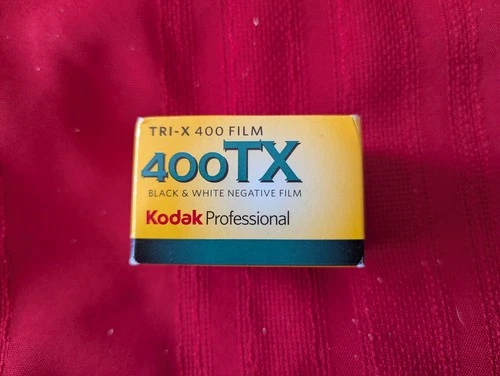 TRI-X 400 FILM
400TX
BLACK & WHITE NEGATIVE FILM
Kodak Professional